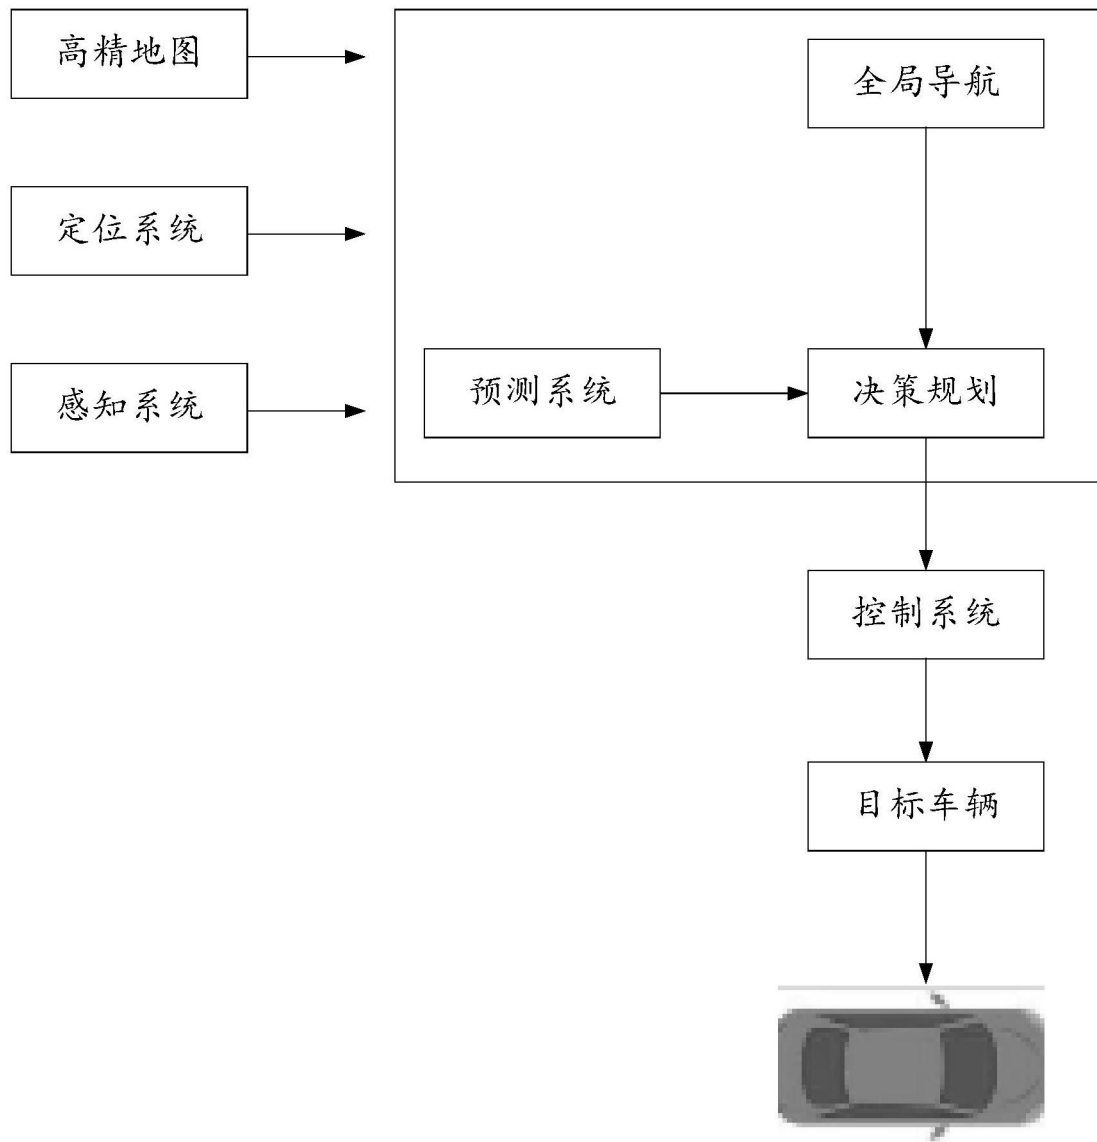 高精地图
全局导航
定位系统
感知系统
预测系统
决策规划
控制系统
目标车辆